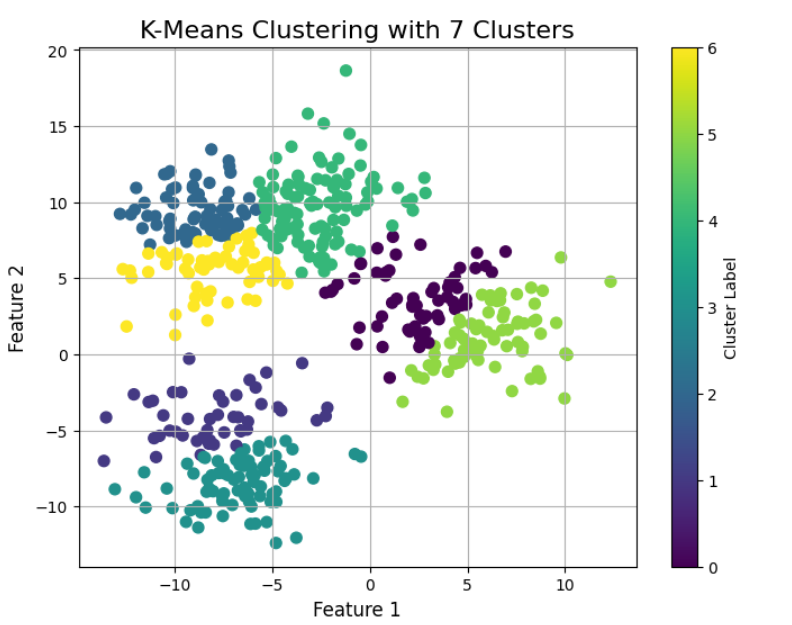 K-Means Clustering with 7 Clusters
20
15
10
5
0
−5
−10
Feature 2
−10 −5 0 5 10
Feature 1
6
5
4
3
2
1
0
Cluster Label